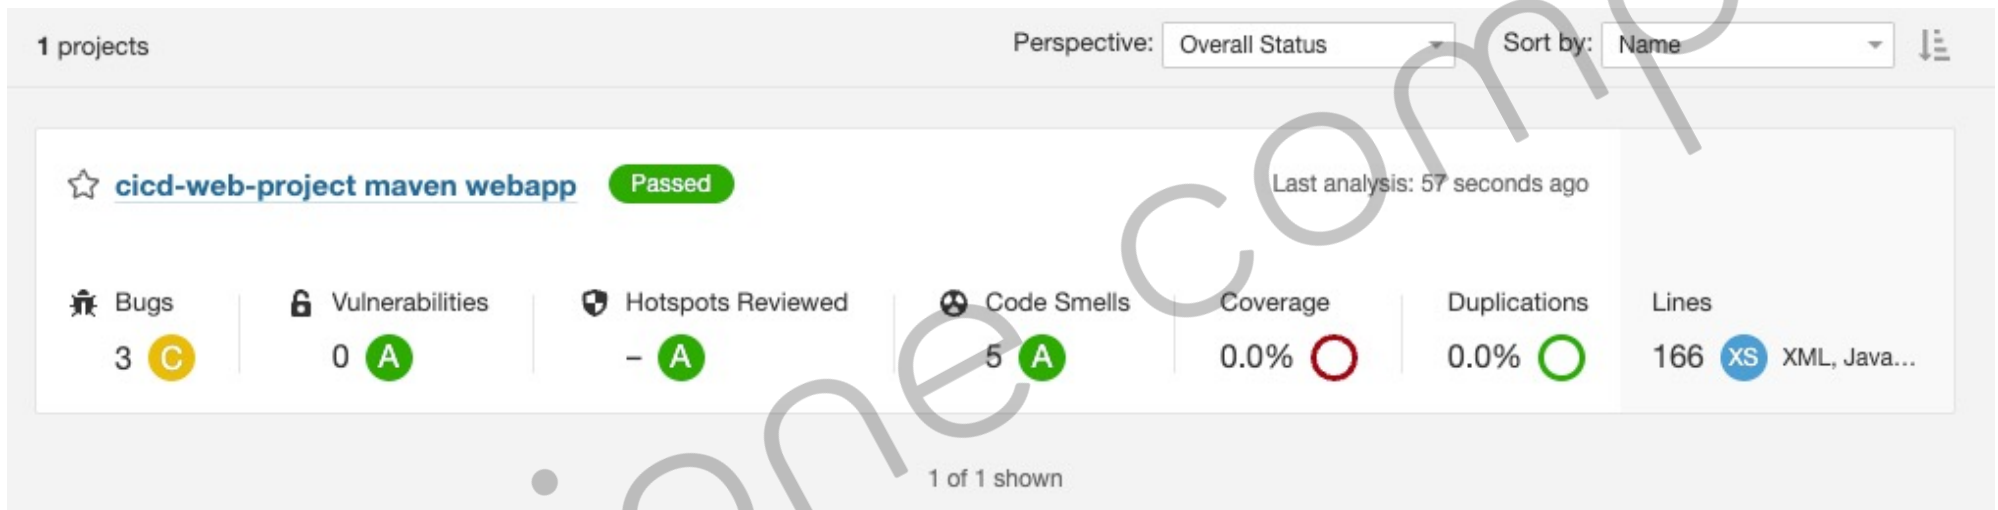 1 projects Perspective: Overall Status Sort by: Name
cicd-web-project maven webapp Passed Last analysis: 57 seconds ago
Bugs Vulnerabilities Hotspots Reviewed Code Smells Coverage Duplications Lines
3 C 0 A – A 5 A 0.0% 0.0% 166 XS XML, Java...
1 of 1 shown
ione comp